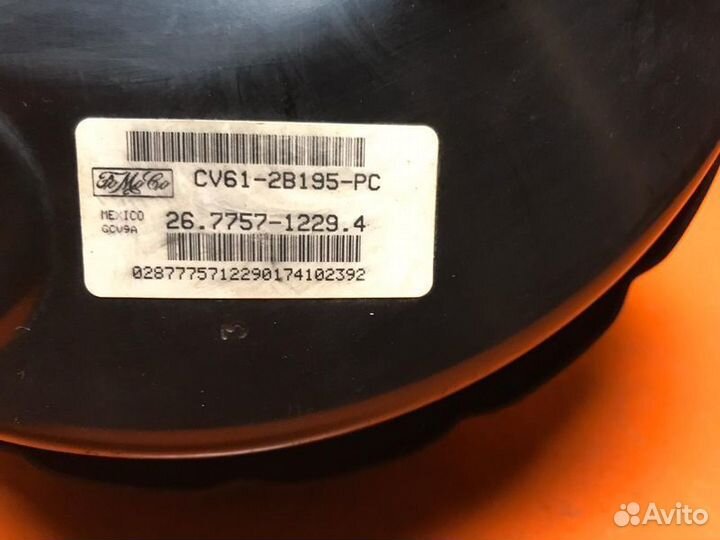 FoMoCo CV61-2B195-PC
MEXICO
GCV9A
26.7757-1229.4
0287775712290174102392
Avito